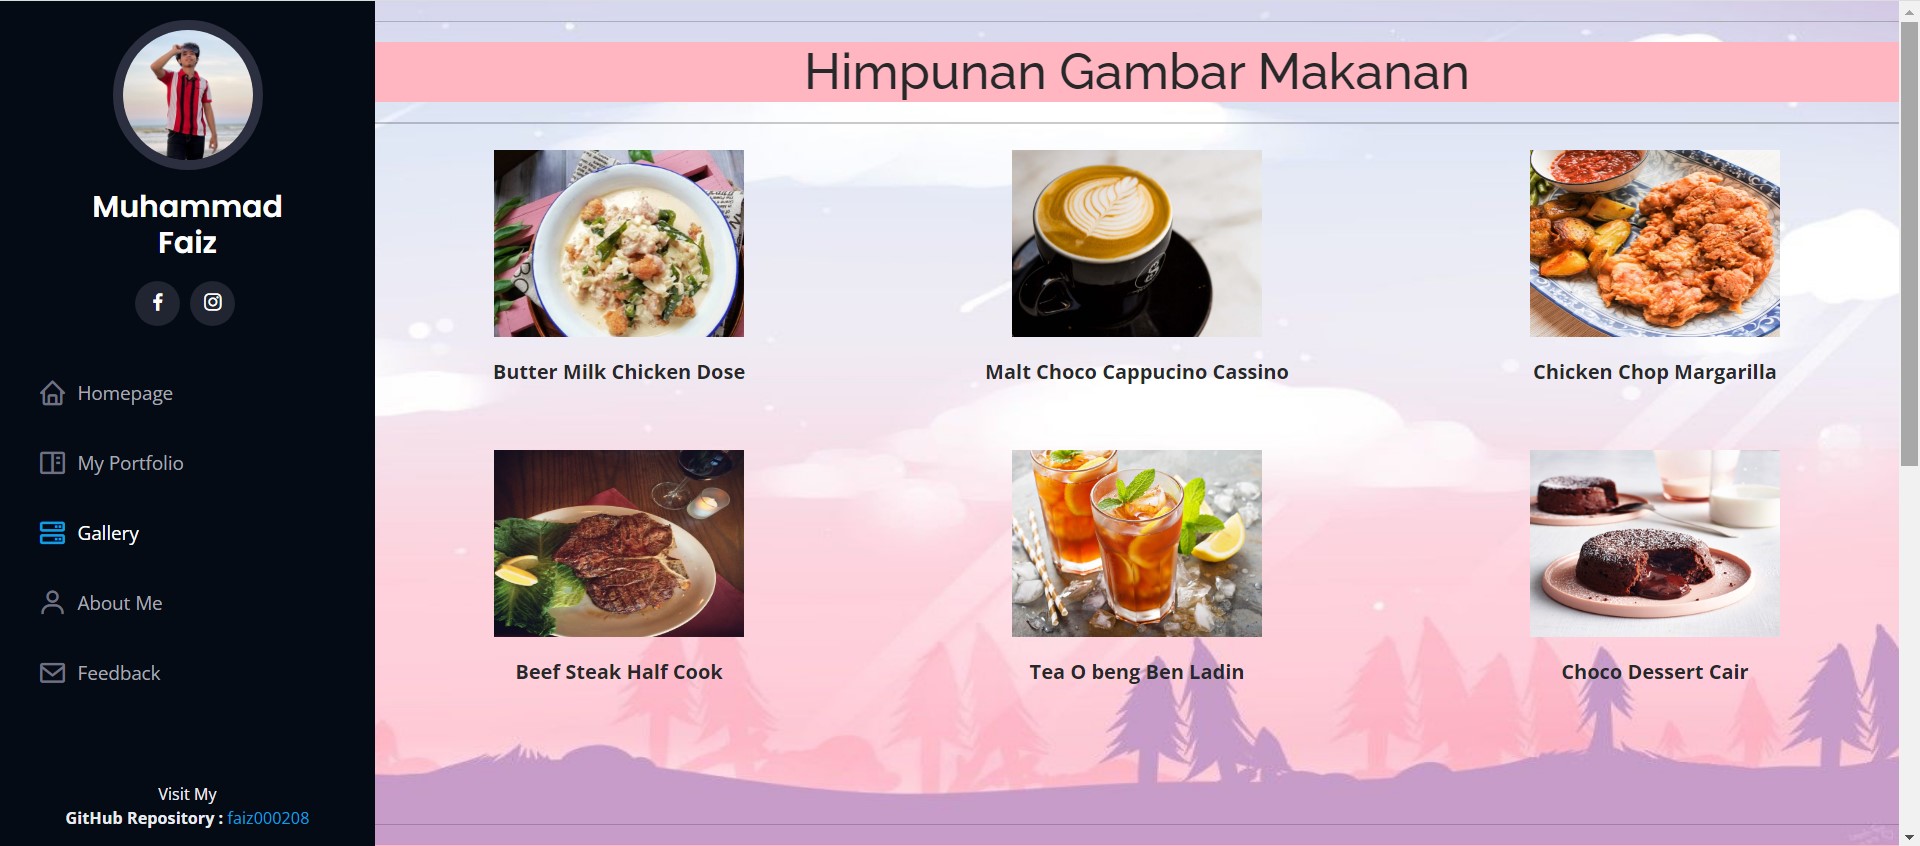 Muhammad
Faiz
Homepage
My Portfolio
Gallery
About Me
Feedback
Visit My
GitHub Repository : faiz000208
Himpunan Gambar Makanan
Butter Milk Chicken Dose
Malt Choco Cappucino Cassino
Chicken Chop Margarilla
Beef Steak Half Cook
Tea O beng Ben Ladin
Choco Dessert Cair